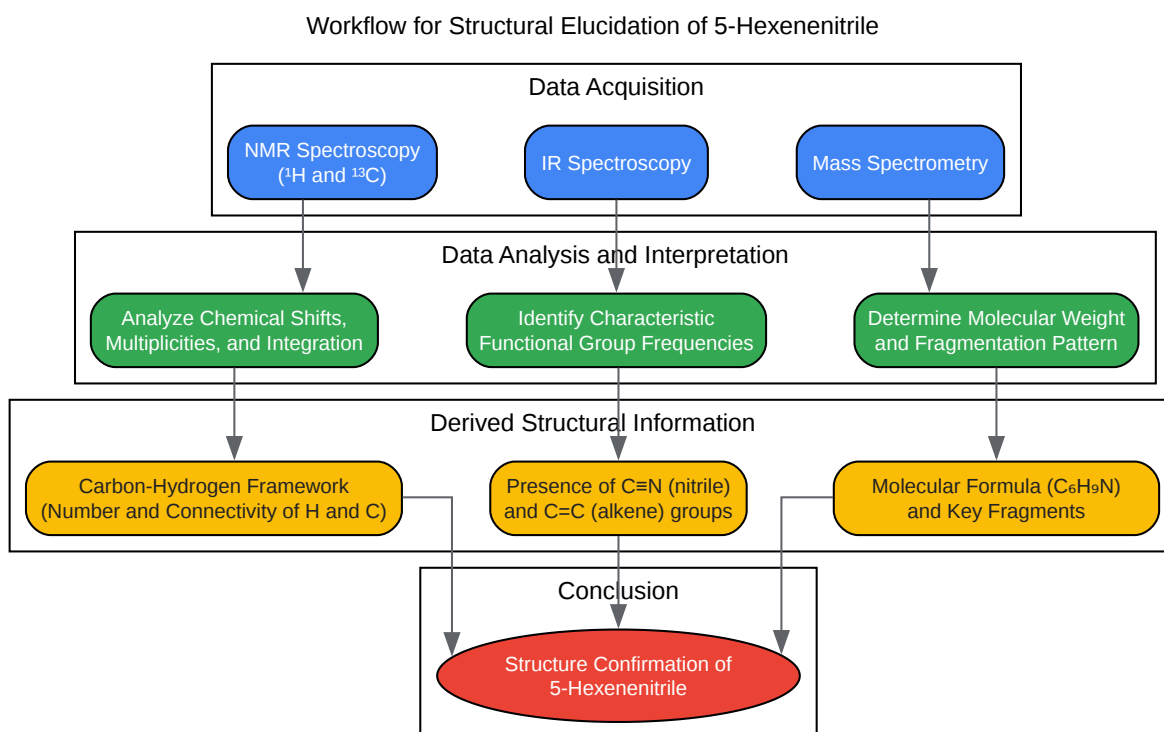 Workflow for Structural Elucidation of 5-Hexenenitrile
Data Acquisition
NMR Spectroscopy
(¹H and ¹³C)
IR Spectroscopy
Mass Spectrometry
Data Analysis and Interpretation
Analyze Chemical Shifts,
Multiplicities, and Integration
Identify Characteristic
Functional Group Frequencies
Determine Molecular Weight
and Fragmentation Pattern
Derived Structural Information
Carbon-Hydrogen Framework
(Number and Connectivity of H and C)
Presence of C≡N (nitrile)
and C=C (alkene) groups
Molecular Formula (C₆H₉N)
and Key Fragments
Conclusion
Structure Confirmation of
5-Hexenenitrile